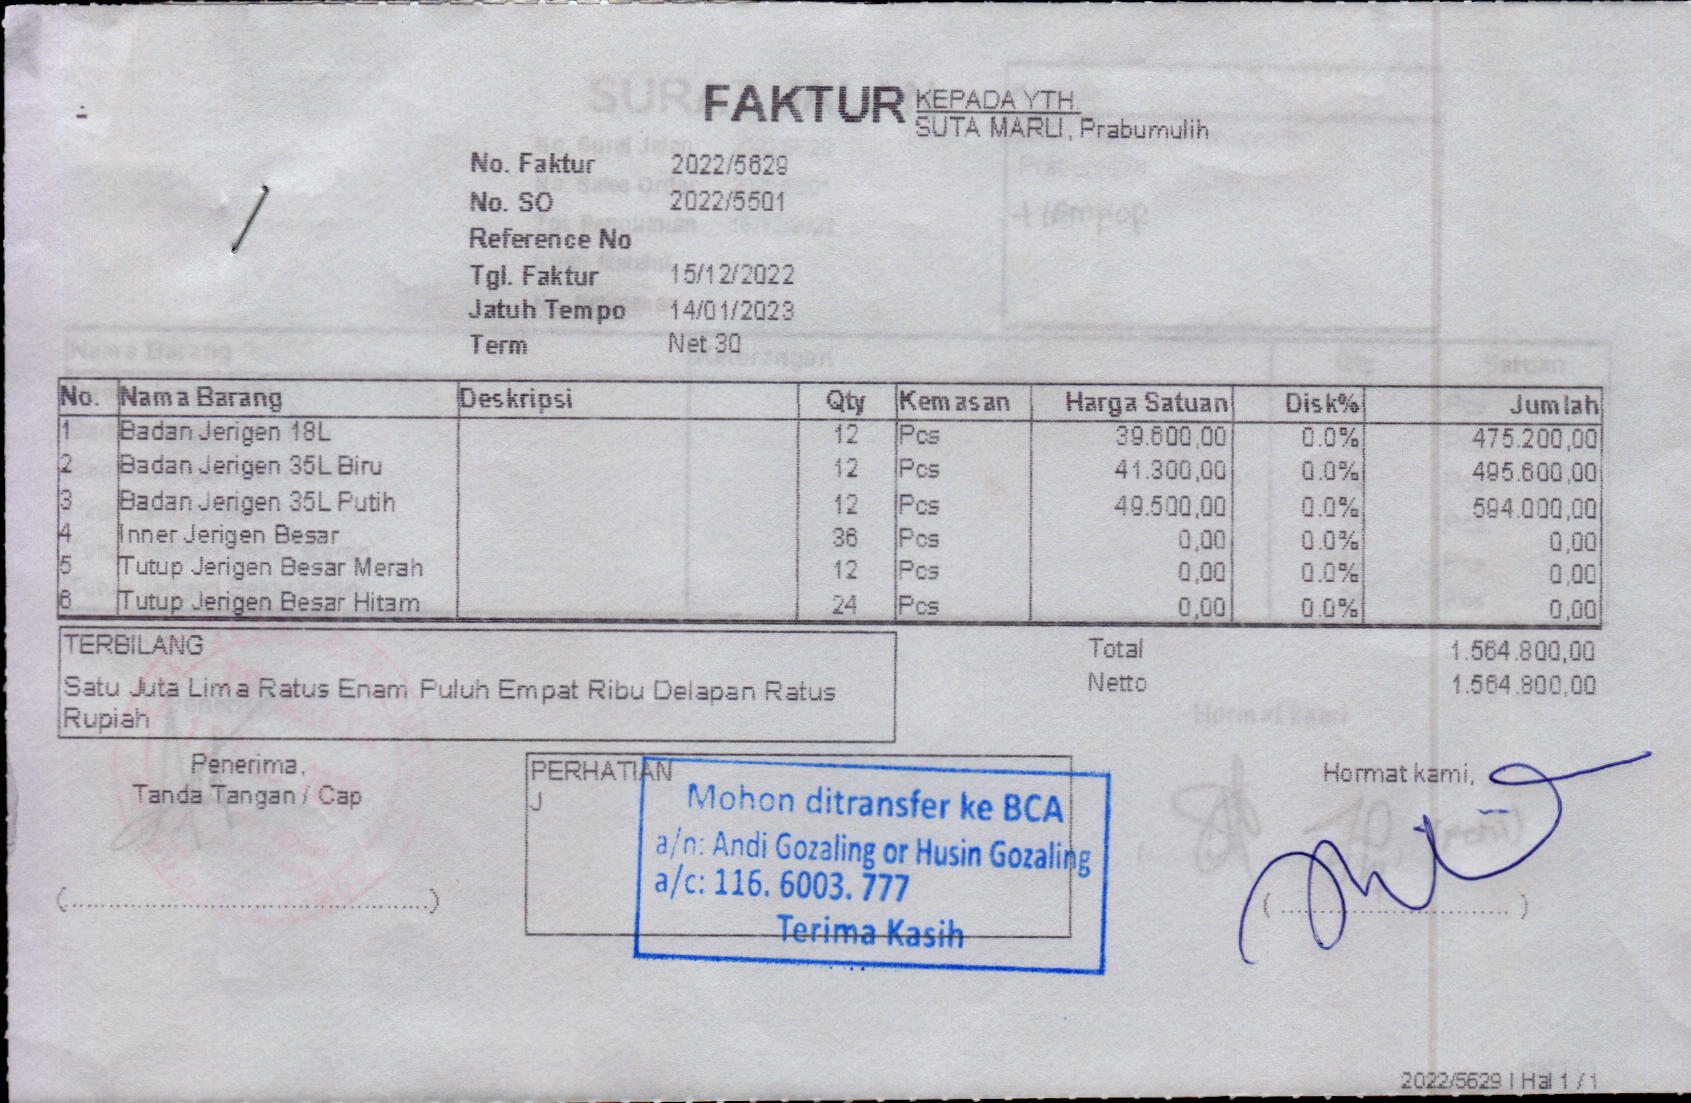 FAKTUR
KEPADA YTH.
SUTA MARLI, Prabumulih
No. Faktur 2022/5629
No. SO 2022/5501
Reference No
Tgl. Faktur 15/12/2022
Jatuh Tempo 14/01/2023
Term Net 30
No. Nama Barang Deskripsi Qty Kemasan Harga Satuan Disk% Jumlah
1 Badan Jerigen 18L 12 Pcs 39.600,00 0.0% 475.200,00
2 Badan Jerigen 35L Biru 12 Pcs 41.300,00 0.0% 495.600,00
3 Badan Jerigen 35L Putih 12 Pcs 49.500,00 0.0% 594.000,00
4 Inner Jerigen Besar 36 Pcs 0,00 0.0% 0,00
5 Tutup Jerigen Besar Merah 12 Pcs 0,00 0.0% 0,00
6 Tutup Jerigen Besar Hitam 24 Pcs 0,00 0.0% 0,00
TERBILANG
Satu Juta Lima Ratus Enam Puluh Empat Ribu Delapan Ratus
Rupiah
Total 1.564.800,00
Netto 1.564.800,00
Penerima,
Tanda Tangan / Cap
(........................................)
PERHATIAN
J
Mohon ditransfer ke BCA
a/n: Andi Gozaling or Husin Gozaling
a/c: 116. 6003. 777
Terima Kasih
Hormat kami,
( ............................ )
2022/5629 | Hal 1 / 1